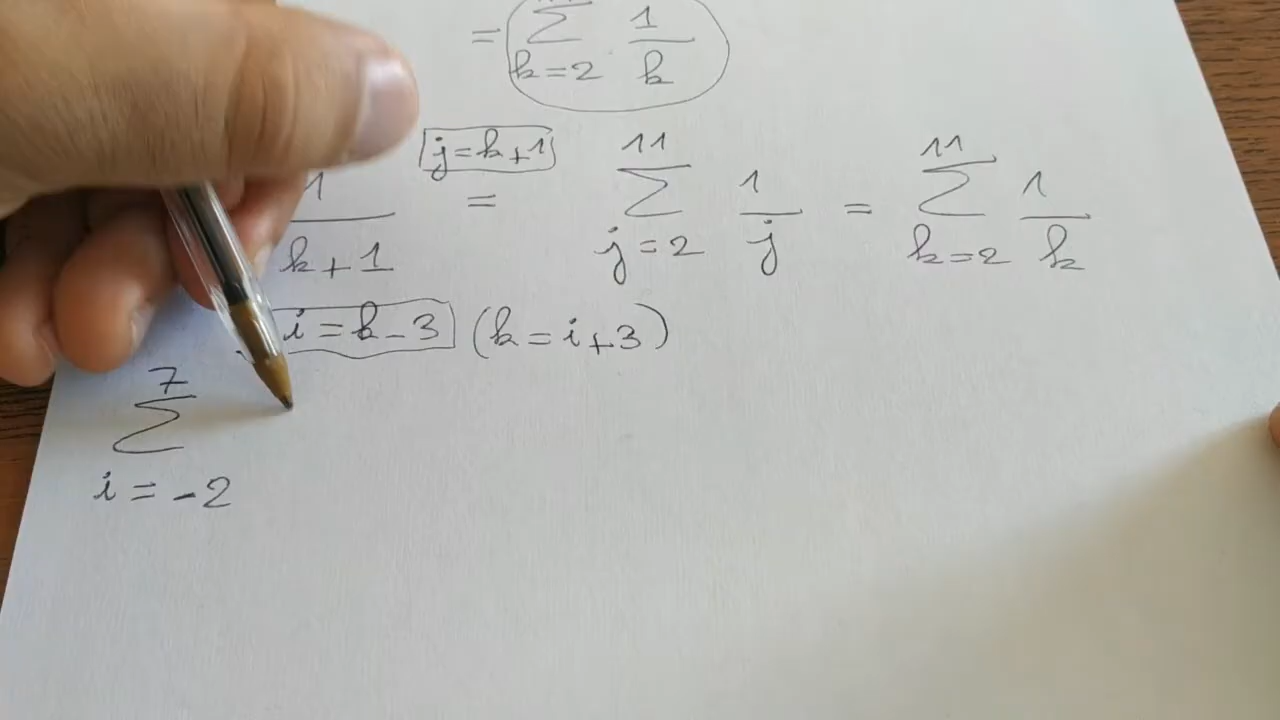 = ∑ 1/k
k=2
j=k+1
1/k+1 = 11 ∑ j=2 1/j = 11 ∑ k=2 1/k
i=k-3 (k=i+3)
7
∑
i=-2